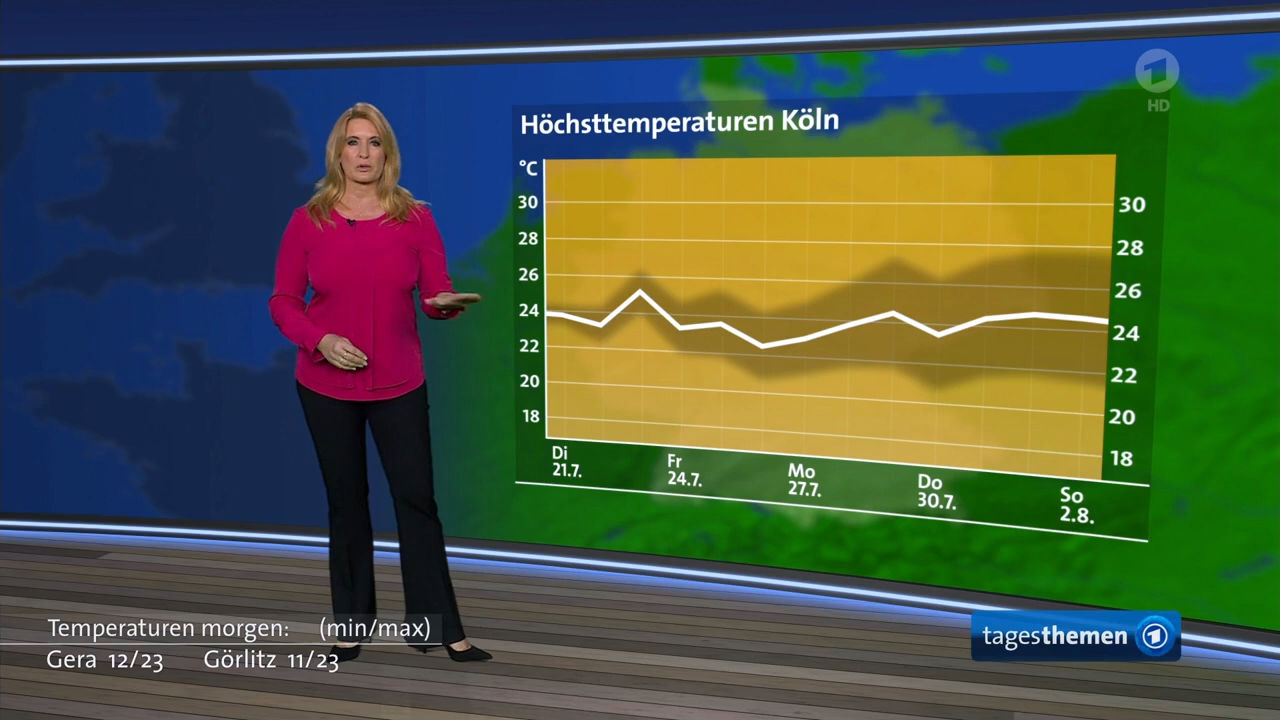 HD
Höchsttemperaturen Köln
°C
30
28
26
24
22
20
18
30
28
26
24
22
20
18
Di
21.7.
Fr
24.7.
Mo
27.7.
Do
30.7.
So
2.8.
Temperaturen morgen: (min/max)
Gera 12/23 Görlitz 11/23
tagesthemen